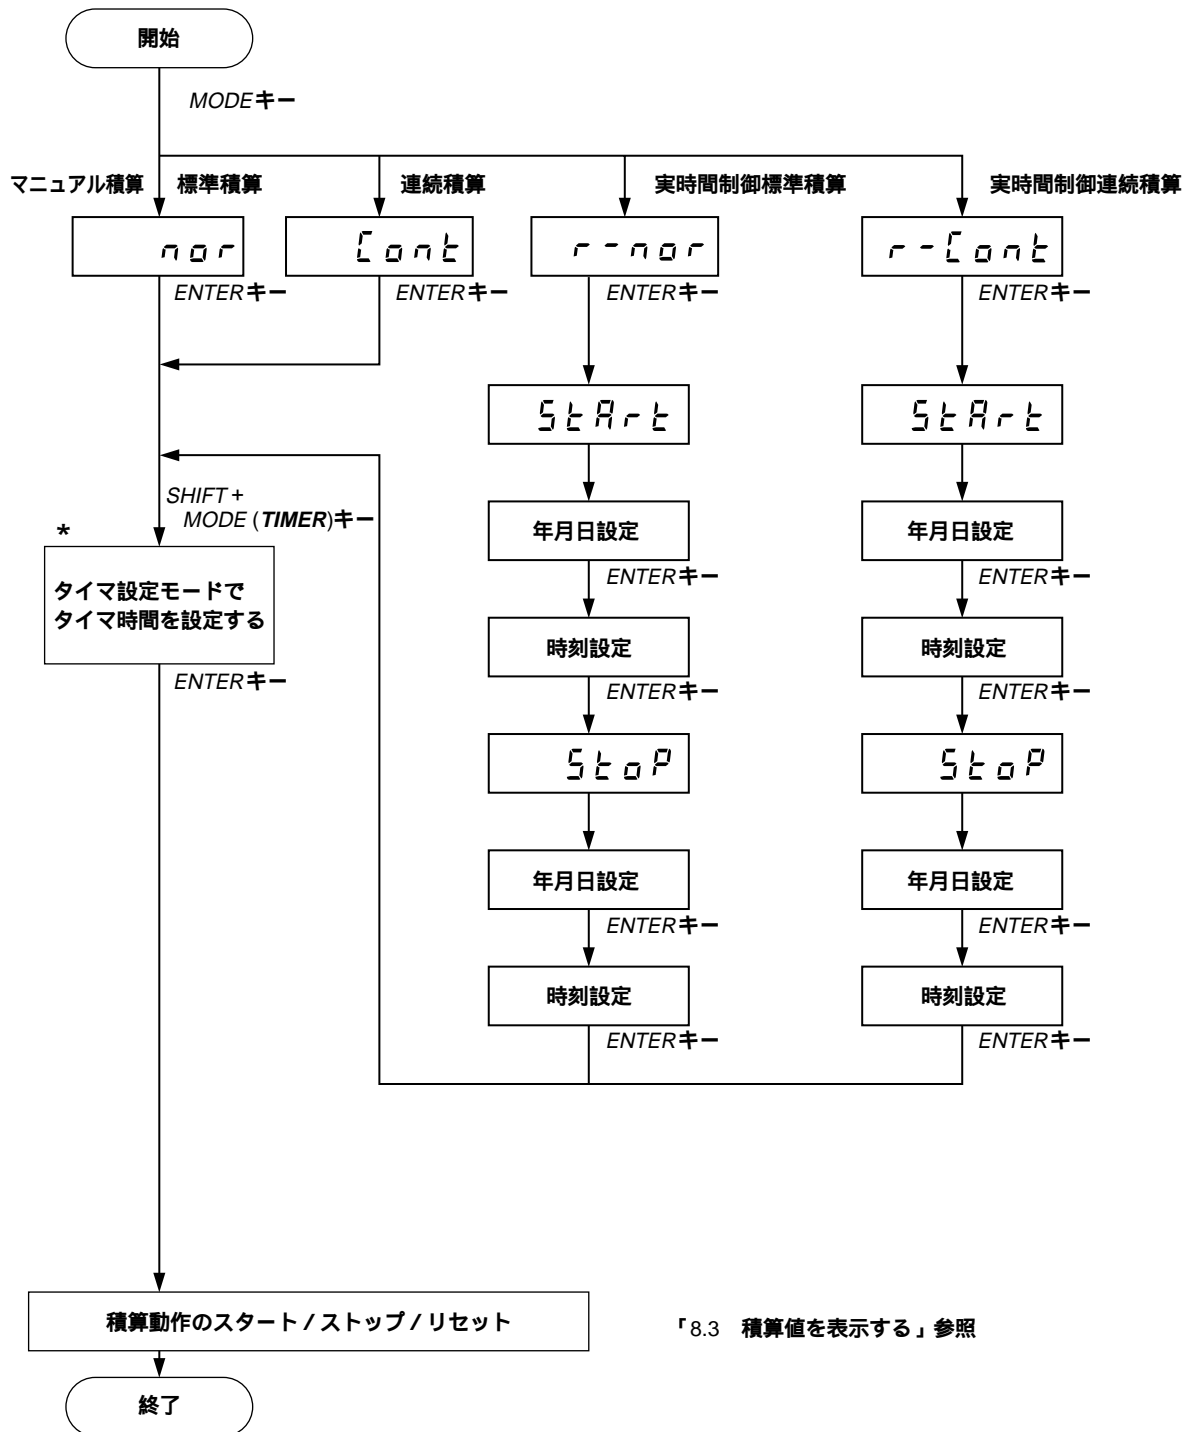 開始
MODEキー
マニュアル積算 標準積算 連続積算 実時間制御標準積算 実時間制御連続積算
nor Cont r-nor r-Cont
ENTERキー ENTERキー ENTERキー ENTERキー
StArt StArt
SHIFT +
MODE (TIMER)キー
*
年月日設定 年月日設定
ENTERキー ENTERキー
タイマ設定モードで
タイマ時間を設定する
時刻設定 時刻設定
ENTERキー ENTERキー ENTERキー
StoP StoP
年月日設定 年月日設定
ENTERキー ENTERキー
時刻設定 時刻設定
ENTERキー ENTERキー
積算動作のスタート / ストップ / リセット
「8.3 積算値を表示する」参照
終了